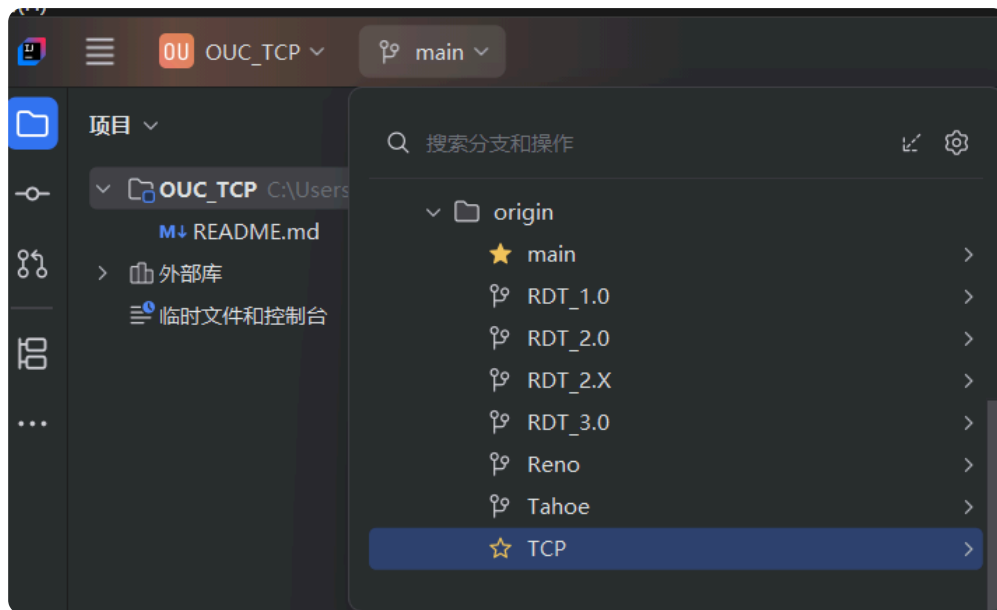 OU OUC_TCP main
项目
搜索分支和操作
OUC_TCP C:\Users
origin
M↓ README.md
main
外部库
RDT_1.0
临时文件和控制台
RDT_2.0
RDT_2.X
RDT_3.0
Reno
Tahoe
TCP